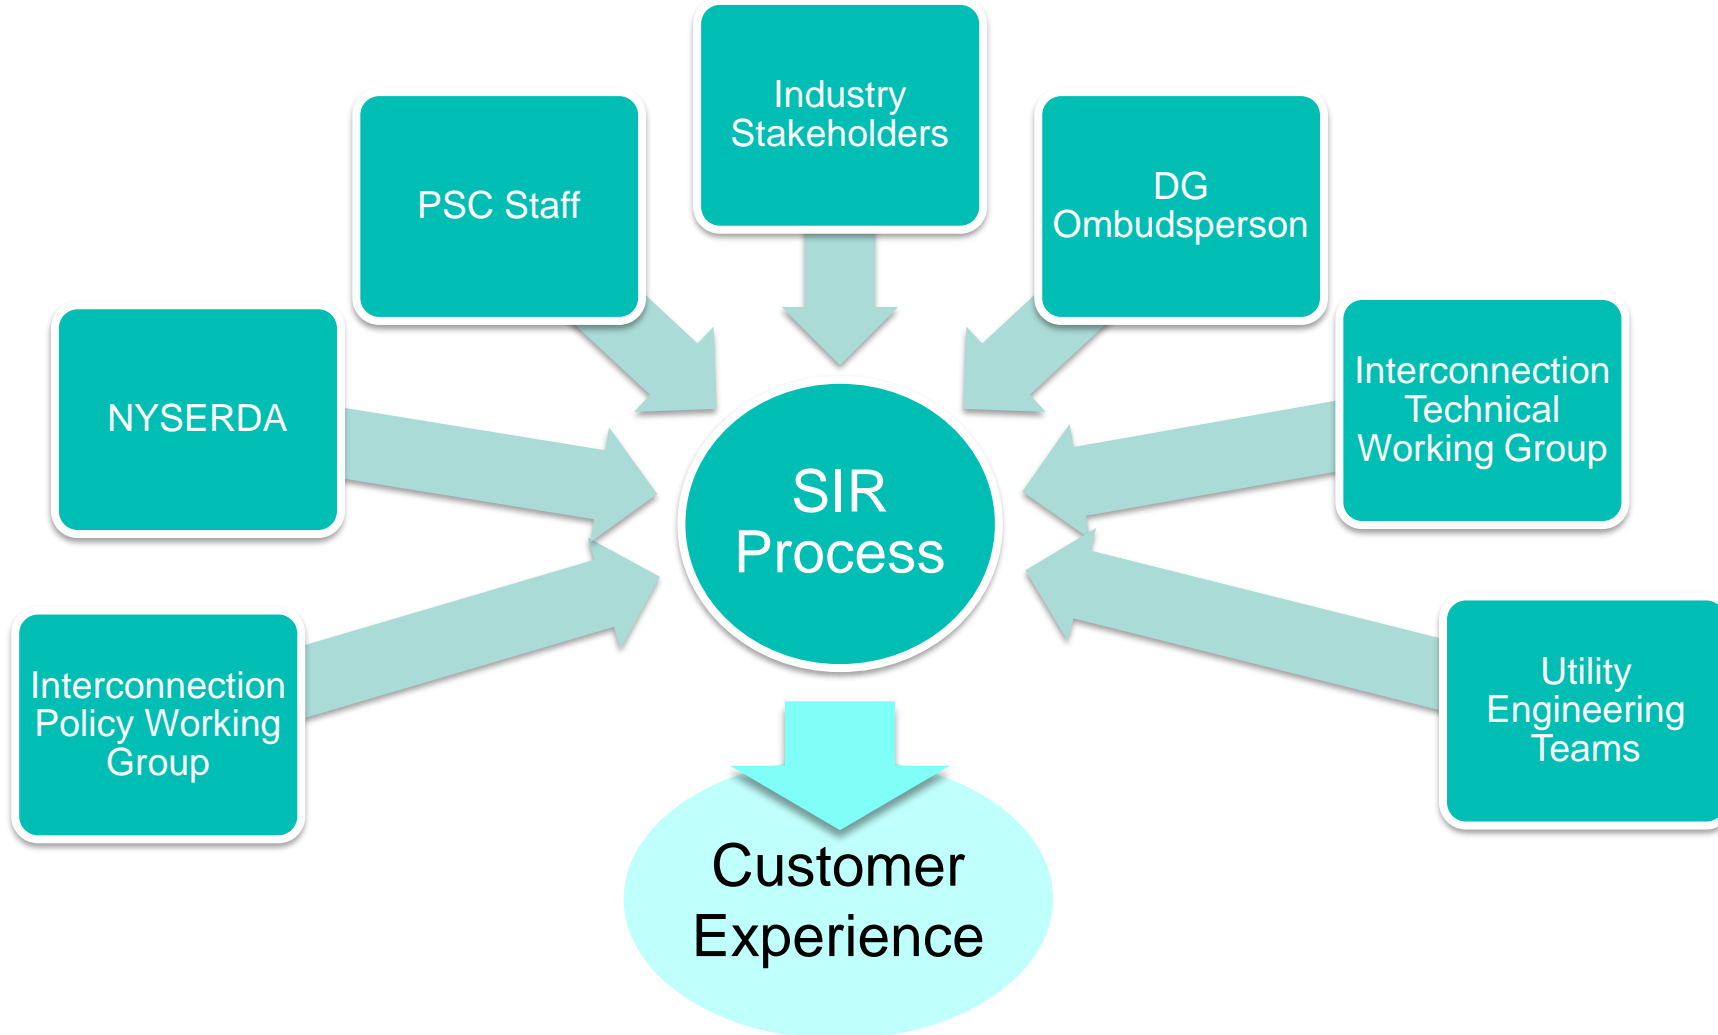 Industry
Stakeholders
PSC Staff
DG
Ombudsperson
NYSERDA
Interconnection
Technical
Working Group
SIR
Process
Interconnection
Policy Working
Group
Utility
Engineering
Teams
Customer
Experience